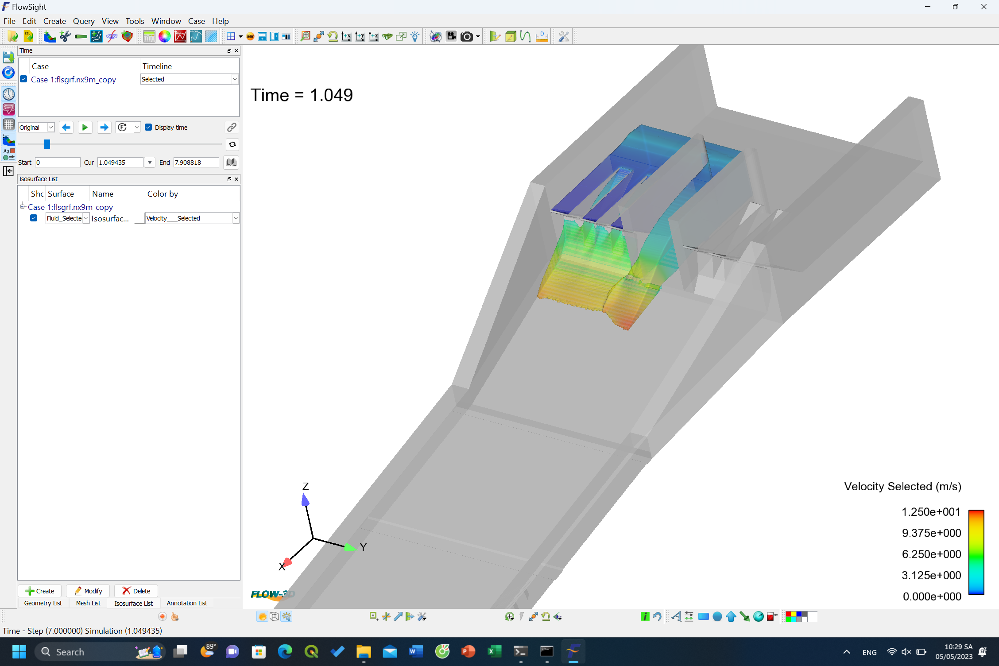 FlowSight
File Edit Create Query View Tools Window Case Help
Time
Case Timeline
Case 1:flsgrf.nx9m_copy Selected
Original Display time
Start 0 Cur 1.049435 End 7.908818
Isosurface List
Shc Surface Name Color by
Case 1:flsgrf.nx9m_copy
Fluid_Selecte Isosurfac... Velocity___Selected
Create Modify Delete
Geometry List Mesh List Isosurface List Annotation List
Time = 1.049
Z
Y
X
FLOW-3D
Velocity Selected (m/s)
1.250e+001
9.375e+000
6.250e+000
3.125e+000
0.000e+000
Time - Step (7.000000) Simulation (1.049435)
Search
89°
ENG
10:29 SA
05/05/2023